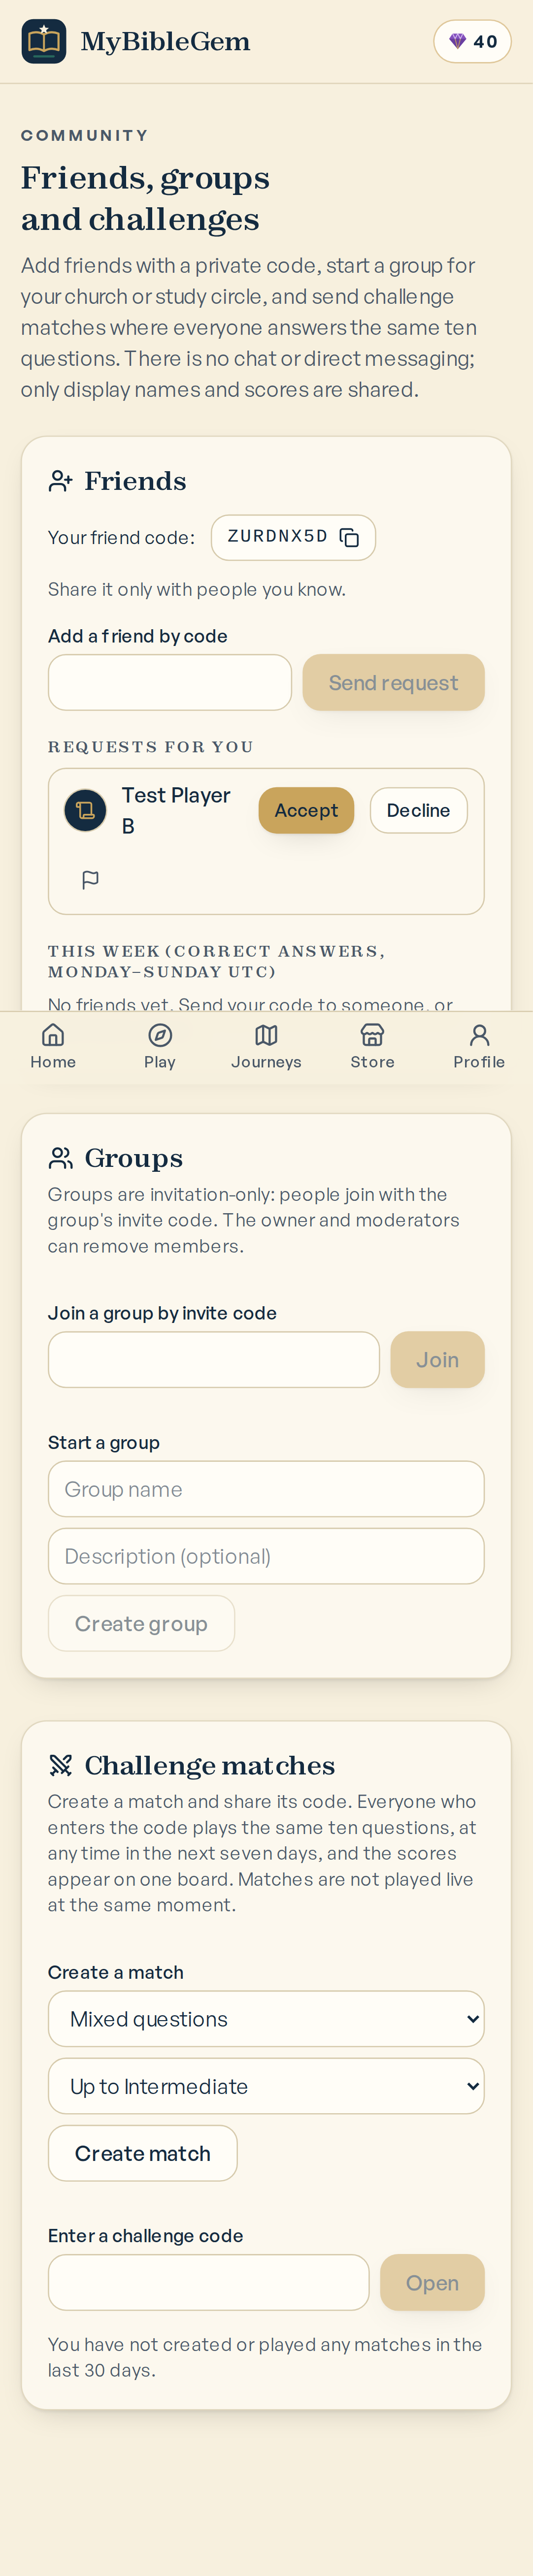 MyBibleGem
40
COMMUNITY
Friends, groups
and challenges
Add friends with a private code, start a group for
your church or study circle, and send challenge
matches where everyone answers the same ten
questions. There is no chat or direct messaging;
only display names and scores are shared.
Friends
Your friend code: ZURDNX5D
Share it only with people you know.
Add a friend by code
Send request
REQUESTS FOR YOU
Test Player
B
Accept Decline
THIS WEEK (CORRECT ANSWERS,
MONDAY–SUNDAY UTC)
No friends yet. Send your code to someone, or
Home Play Journeys Store Profile
Groups
Groups are invitation-only: people join with the
group's invite code. The owner and moderators
can remove members.
Join a group by invite code
Join
Start a group
Group name
Description (optional)
Create group
Challenge matches
Create a match and share its code. Everyone who
enters the code plays the same ten questions, at
any time in the next seven days, and the scores
appear on one board. Matches are not played live
at the same moment.
Create a match
Mixed questions
Up to Intermediate
Create match
Enter a challenge code
Open
You have not created or played any matches in the
last 30 days.